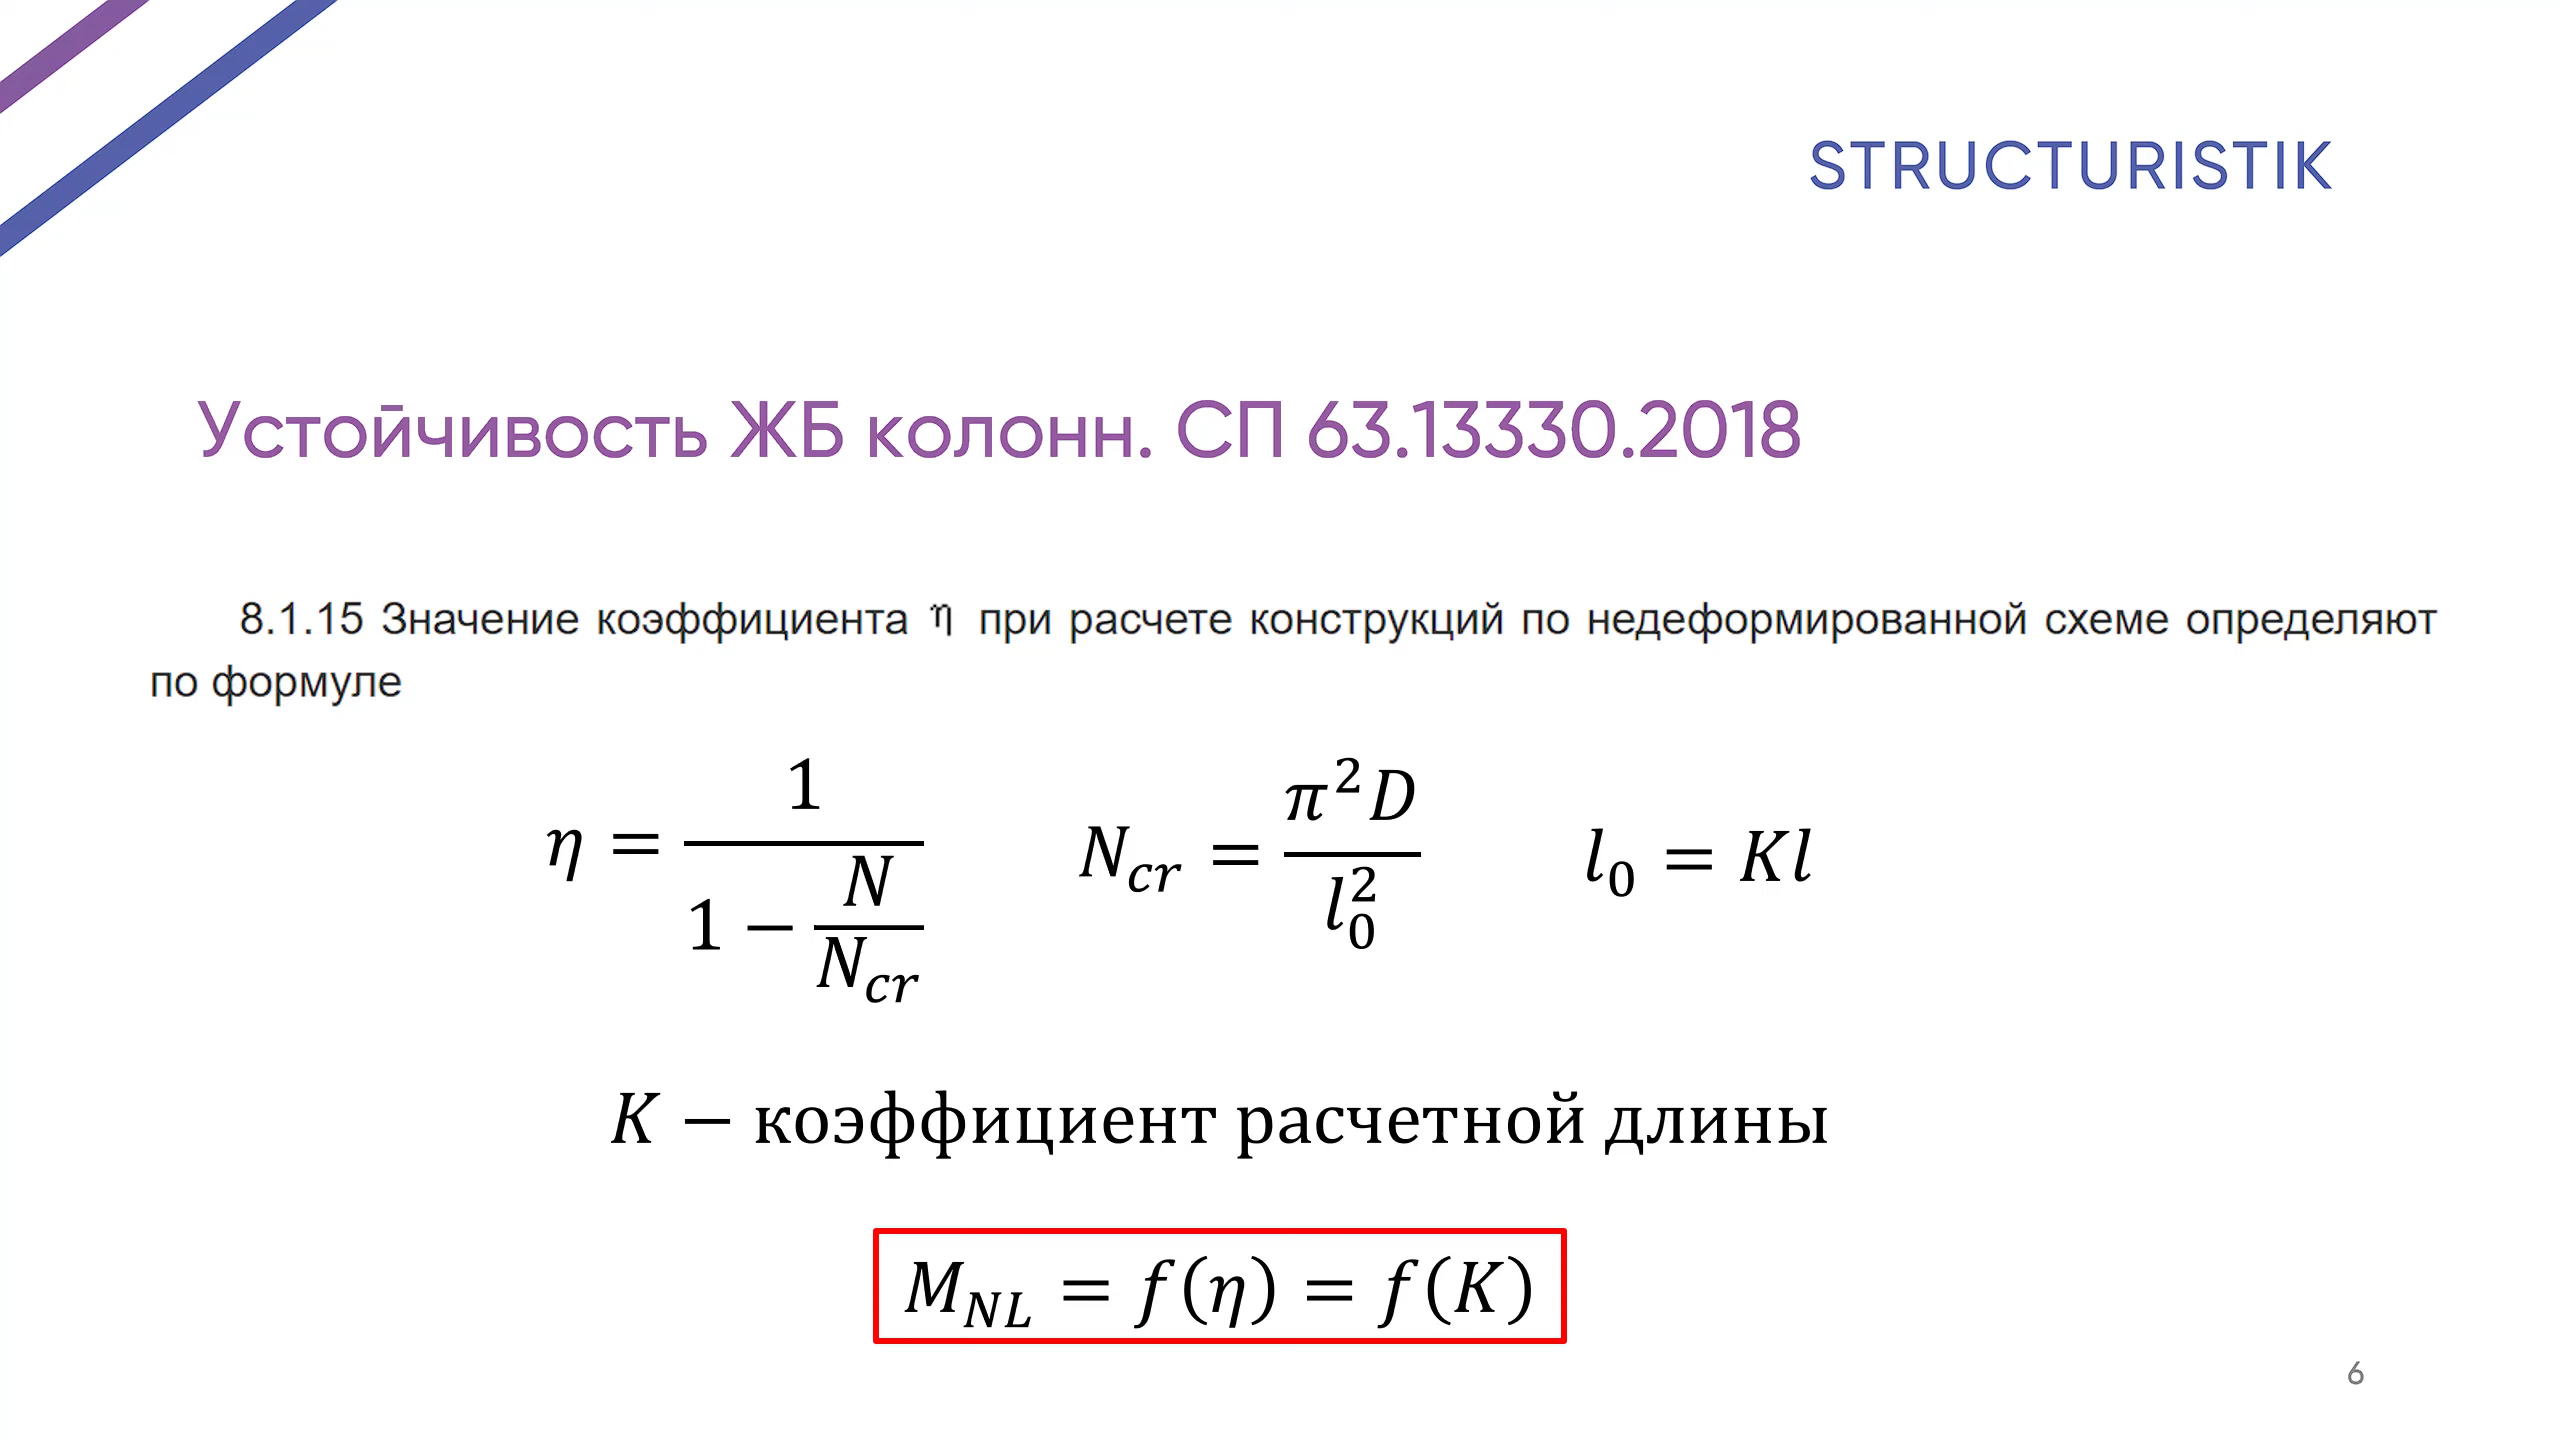 STRUCTURISTIK
Устойчивость ЖБ колонн. СП 63.13330.2018
8.1.15 Значение коэффициента η при расчете конструкций по недеформированной схеме определяют
по формуле
η = 1 / (1 − N / N_cr)    N_cr = π²D / l₀²    l₀ = Kl
K − коэффициент расчетной длины
M_NL = f(η) = f(K)
6